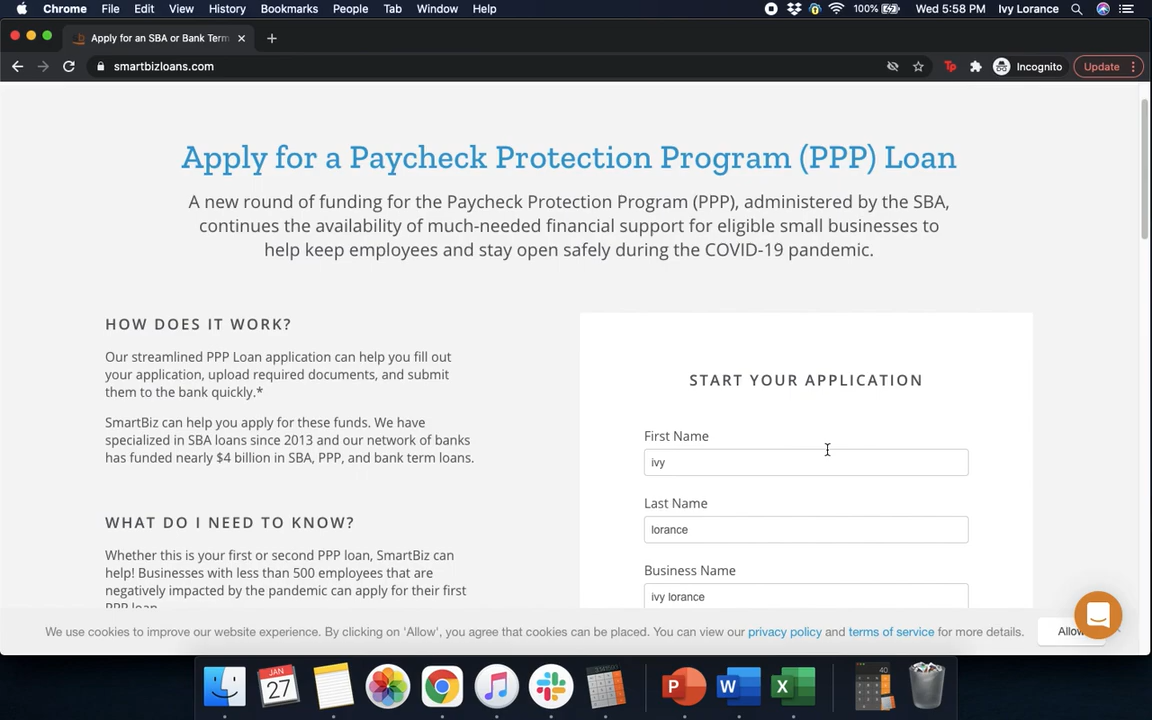 Chrome File Edit View History Bookmarks People Tab Window Help 100% Wed 5:58 PM Ivy Lorance
Apply for an SBA or Bank Term
smartbizloans.com Incognito Update
Apply for a Paycheck Protection Program (PPP) Loan
A new round of funding for the Paycheck Protection Program (PPP), administered by the SBA,
continues the availability of much-needed financial support for eligible small businesses to
help keep employees and stay open safely during the COVID-19 pandemic.
HOW DOES IT WORK?
Our streamlined PPP Loan application can help you fill out
your application, upload required documents, and submit
them to the bank quickly.*
SmartBiz can help you apply for these funds. We have
specialized in SBA loans since 2013 and our network of banks
has funded nearly $4 billion in SBA, PPP, and bank term loans.
WHAT DO I NEED TO KNOW?
Whether this is your first or second PPP loan, SmartBiz can
help! Businesses with less than 500 employees that are
negatively impacted by the pandemic can apply for their first
PPP loan
START YOUR APPLICATION
First Name
ivy
Last Name
lorance
Business Name
ivy lorance
We use cookies to improve our website experience. By clicking on 'Allow', you agree that cookies can be placed. You can view our privacy policy and terms of service for more details.
Allow
JAN
27
P
W
X
40